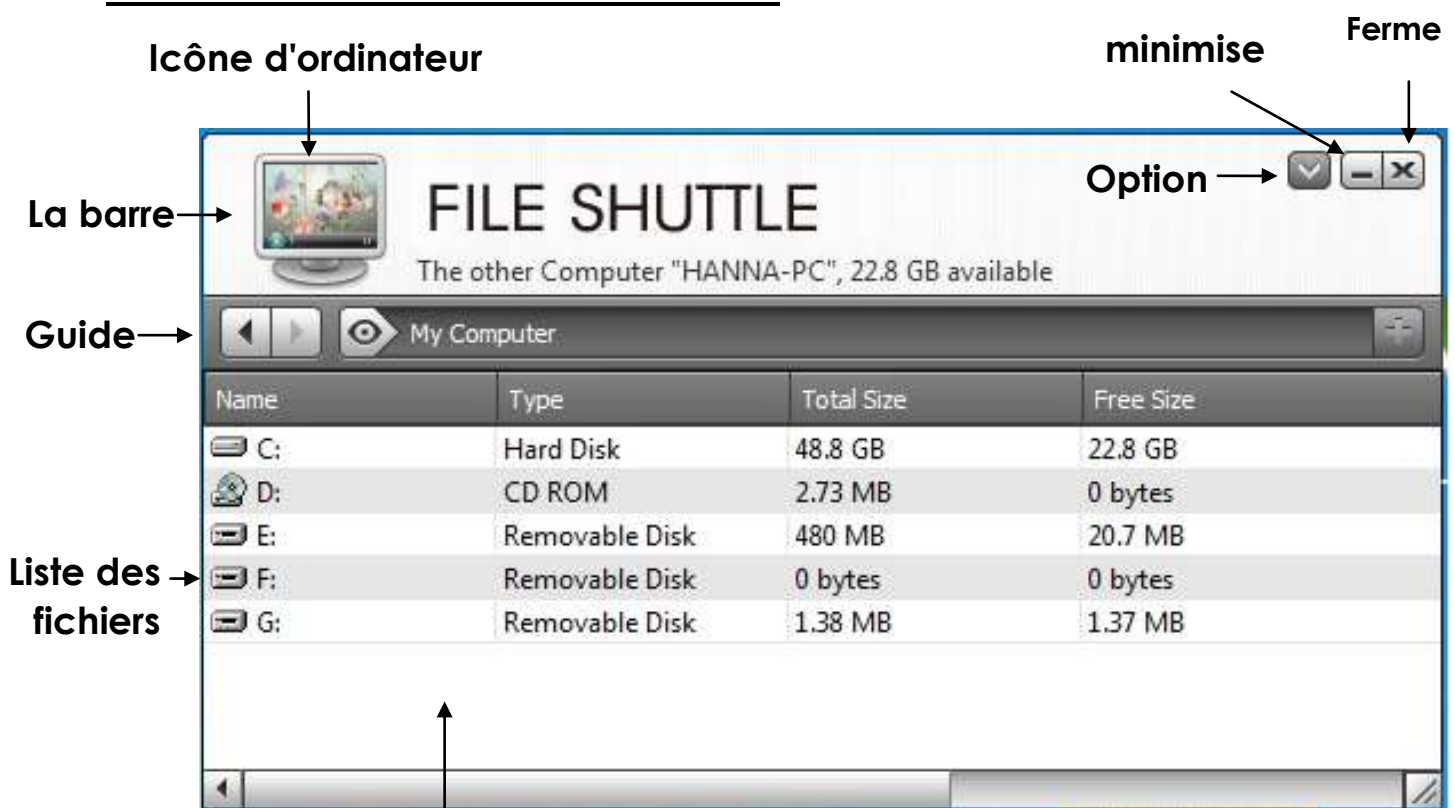 Icône d'ordinateur
minimise
Ferme
Option
La barre
FILE SHUTTLE
The other Computer "HANNA-PC", 22.8 GB available
Guide
My Computer
Name Type Total Size Free Size
C: Hard Disk 48.8 GB 22.8 GB
D: CD ROM 2.73 MB 0 bytes
E: Removable Disk 480 MB 20.7 MB
Liste des
fichiers
F: Removable Disk 0 bytes 0 bytes
G: Removable Disk 1.38 MB 1.37 MB